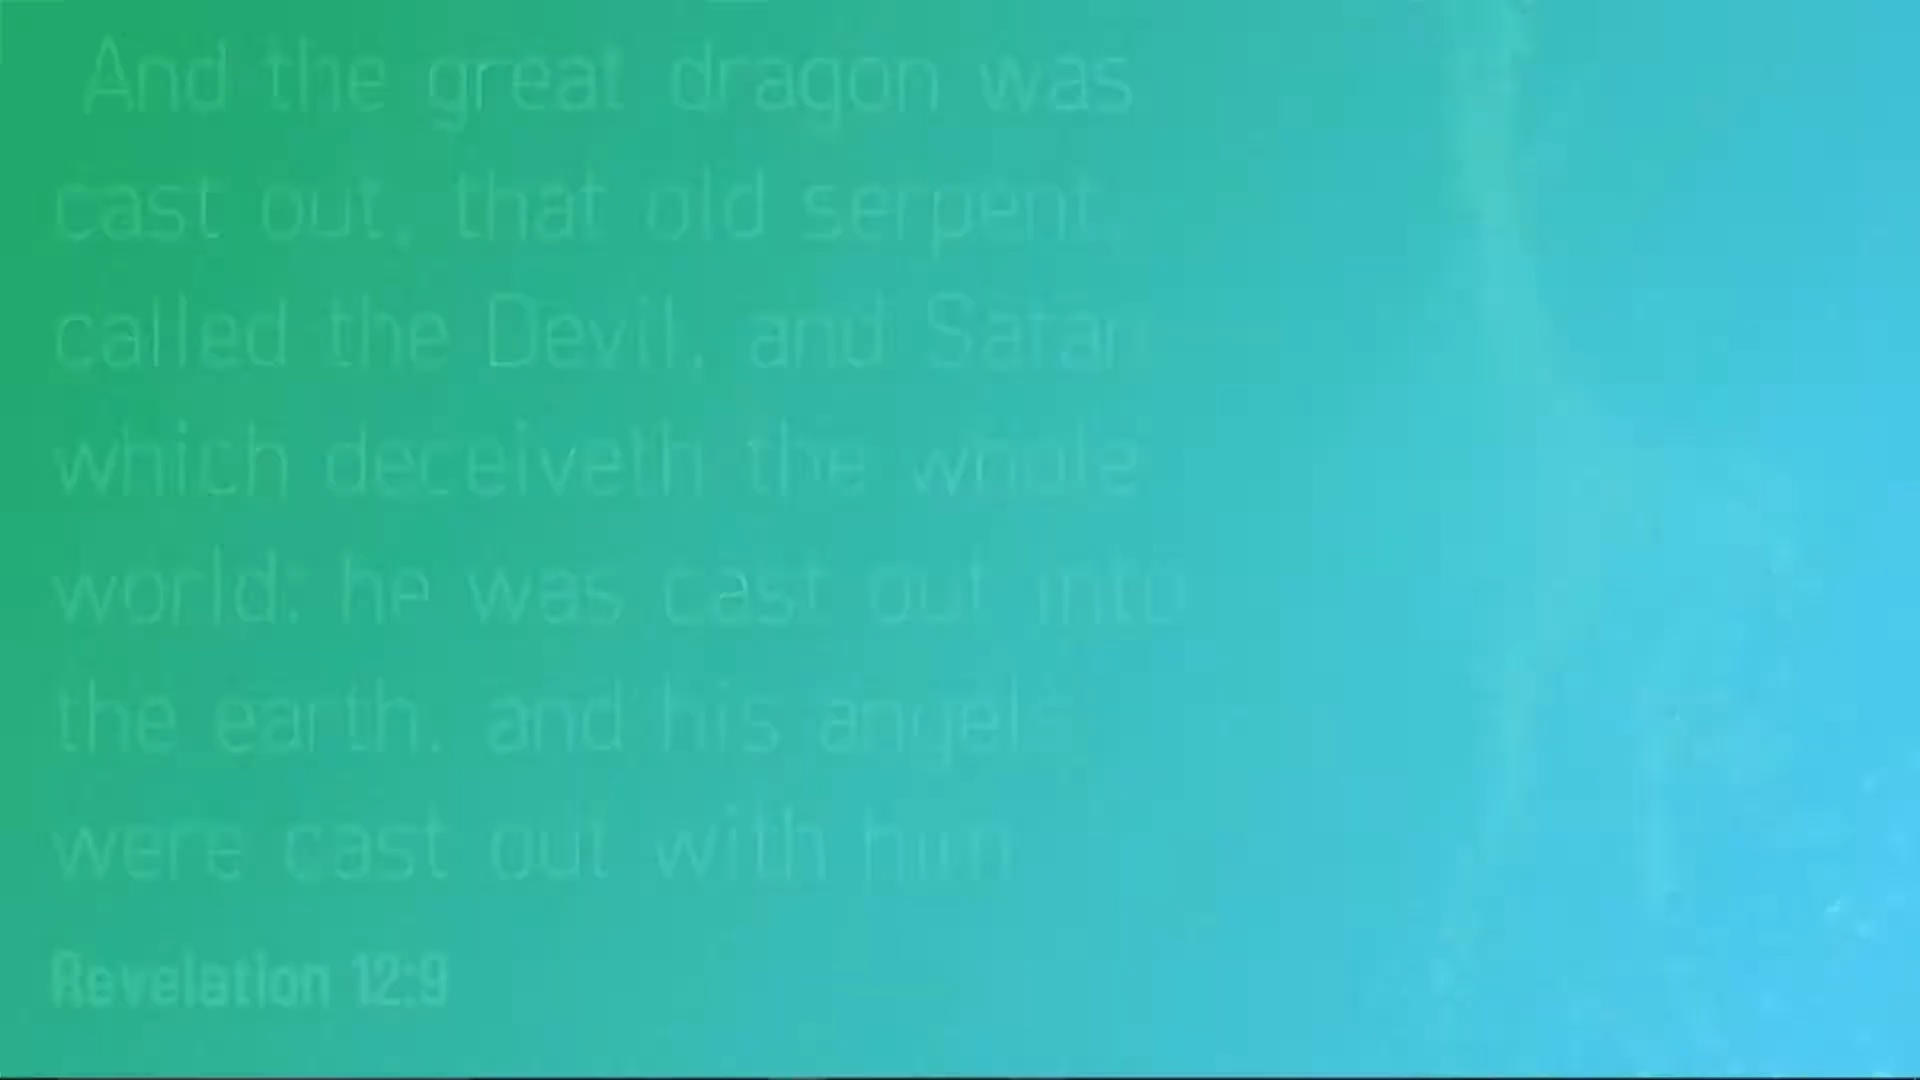 And the great dragon was
cast out, that old serpent,
called the Devil, and Satan
which deceiveth the whole
world: he was cast out into
the earth, and his angels
were cast out with him
Revelation 12:9